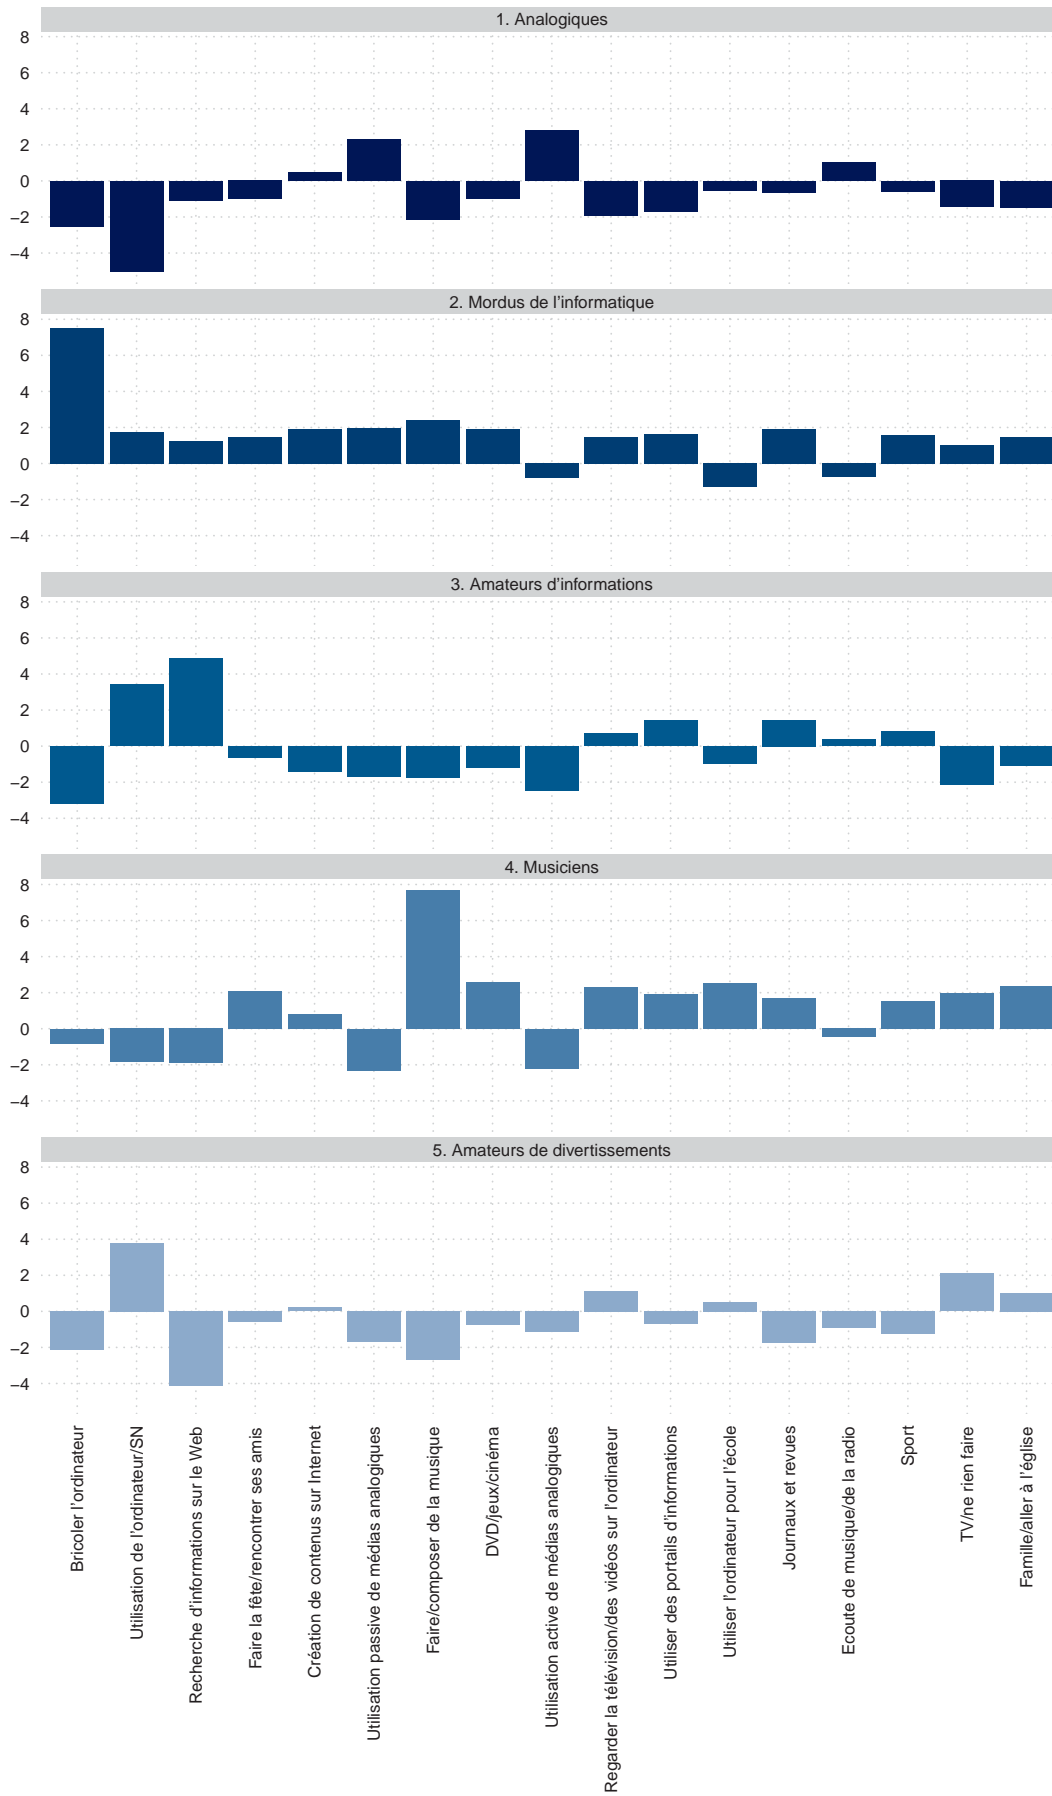 1. Analogiques
8
6
4
2
0
−2
−4
2. Mordus de l’informatique
8
6
4
2
0
−2
−4
3. Amateurs d’informations
8
6
4
2
0
−2
−4
4. Musiciens
8
6
4
2
0
−2
−4
5. Amateurs de divertissements
8
6
4
2
0
−2
−4
Bricoler l’ordinateur
Utilisation de l’ordinateur/SN
Recherche d’informations sur le Web
Faire la fête/rencontrer ses amis
Création de contenus sur Internet
Utilisation passive de médias analogiques
Faire/composer de la musique
DVD/jeux/cinéma
Utilisation active de médias analogiques
Regarder la télévision/des vidéos sur l’ordinateur
Utiliser des portails d’informations
Utiliser l’ordinateur pour l’école
Journaux et revues
Ecoute de musique/de la radio
Sport
TV/ne rien faire
Famille/aller à l’église